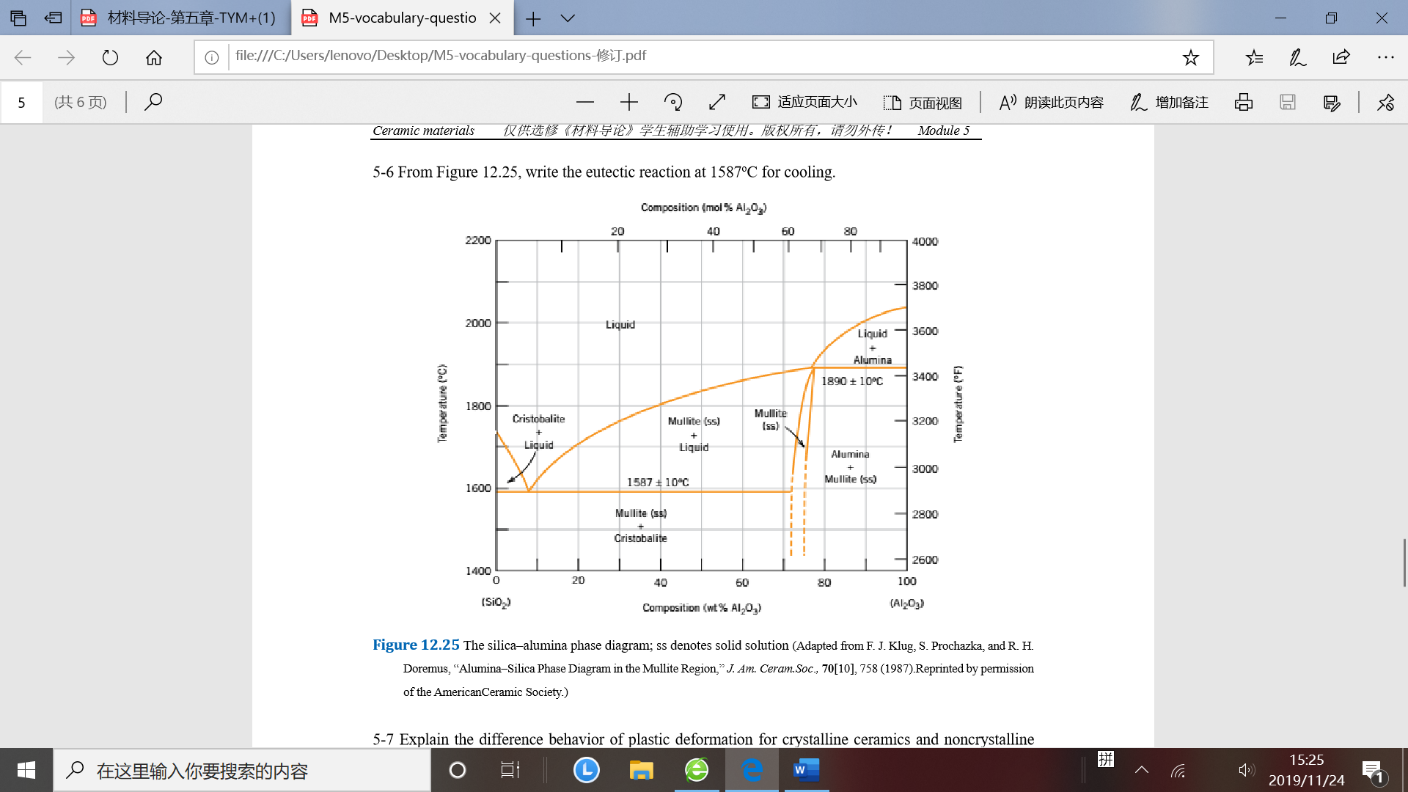 材料导论-第五章-TYM+(1)
M5-vocabulary-questio
file:///C:/Users/lenovo/Desktop/M5-vocabulary-questions-修订.pdf
5 (共 6 页) 适应页面大小 页面视图 朗读此页内容 增加备注
Ceramic materials 仅供选修《材料导论》学生辅助学习使用。版权所有，请勿外传！ Module 5
5-6 From Figure 12.25, write the eutectic reaction at 1587ºC for cooling.
Composition (mol% Al2O3)
20 40 60 80
2200 4000
3800
2000 Liquid 3600
Liquid
+
Alumina
1890 ± 10°C 3400
Temperature (°C)
Temperature (°F)
1800 3200
Cristobalite
+
Liquid
Mullite (ss)
+
Liquid
Mullite
(ss)
Alumina
+
Mullite (ss)
3000
1600 1587 ± 10°C
2800
Mullite (ss)
+
Cristobalite
2600
1400
0 20 40 60 80 100
(SiO2) Composition (wt% Al2O3) (Al2O3)
Figure 12.25 The silica–alumina phase diagram; ss denotes solid solution (Adapted from F. J. Klug, S. Prochazka, and R. H.
Doremus, “Alumina–Silica Phase Diagram in the Mullite Region,” J. Am. Ceram.Soc., 70[10], 758 (1987).Reprinted by permission
of the AmericanCeramic Society.)
5-7 Explain the difference behavior of plastic deformation for crystalline ceramics and noncrystalline
在这里输入你要搜索的内容
拼
15:25
2019/11/24
1